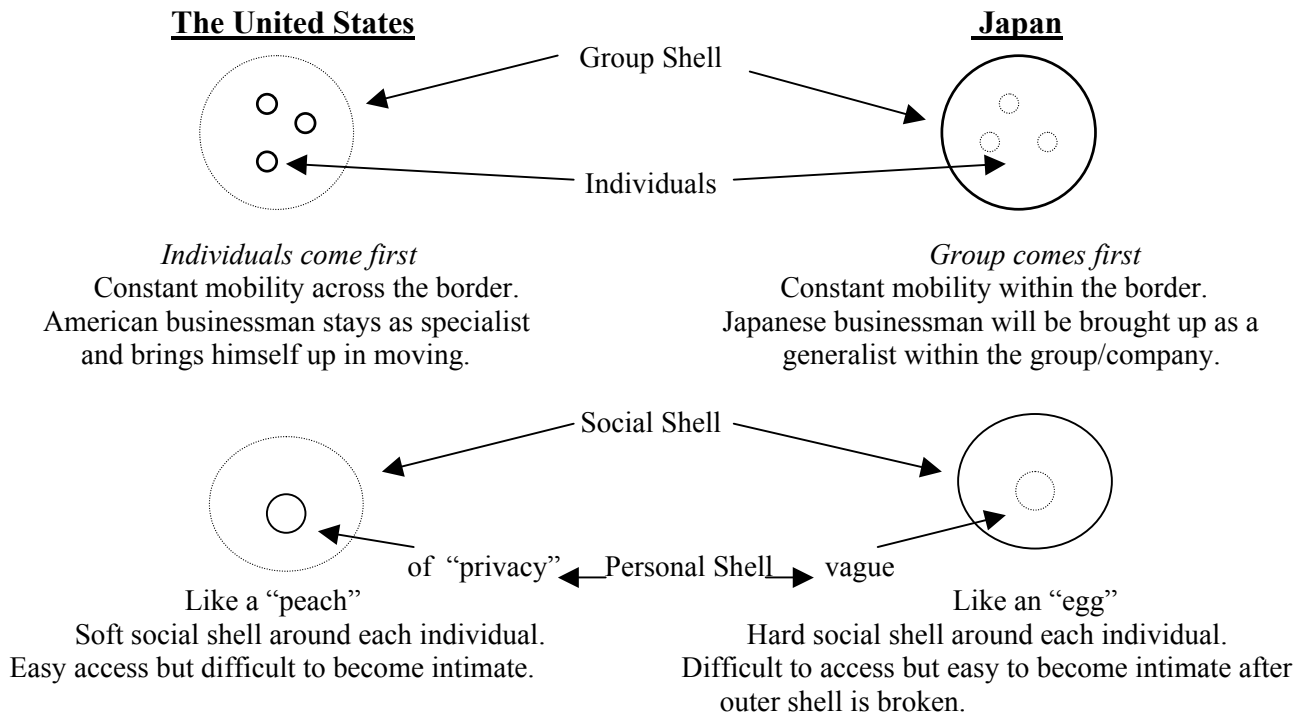 The United States
Japan
Group Shell
Individuals
Individuals come first
Constant mobility across the border.
American businessman stays as specialist
and brings himself up in moving.
Group comes first
Constant mobility within the border.
Japanese businessman will be brought up as a
generalist within the group/company.
Social Shell
of “privacy” Personal Shell vague
Like a “peach”
Soft social shell around each individual.
Easy access but difficult to become intimate.
Like an “egg”
Hard social shell around each individual.
Difficult to access but easy to become intimate after
outer shell is broken.